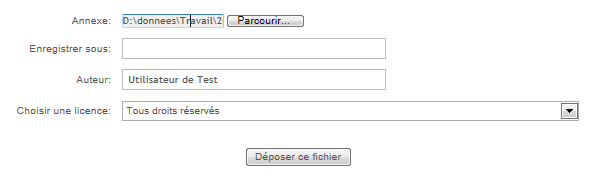 Annexe: D:\donnees\Travail\2 Parcourir...
Enregistrer sous:
Auteur: Utilisateur de Test
Choisir une licence: Tous droits réservés
Déposer ce fichier